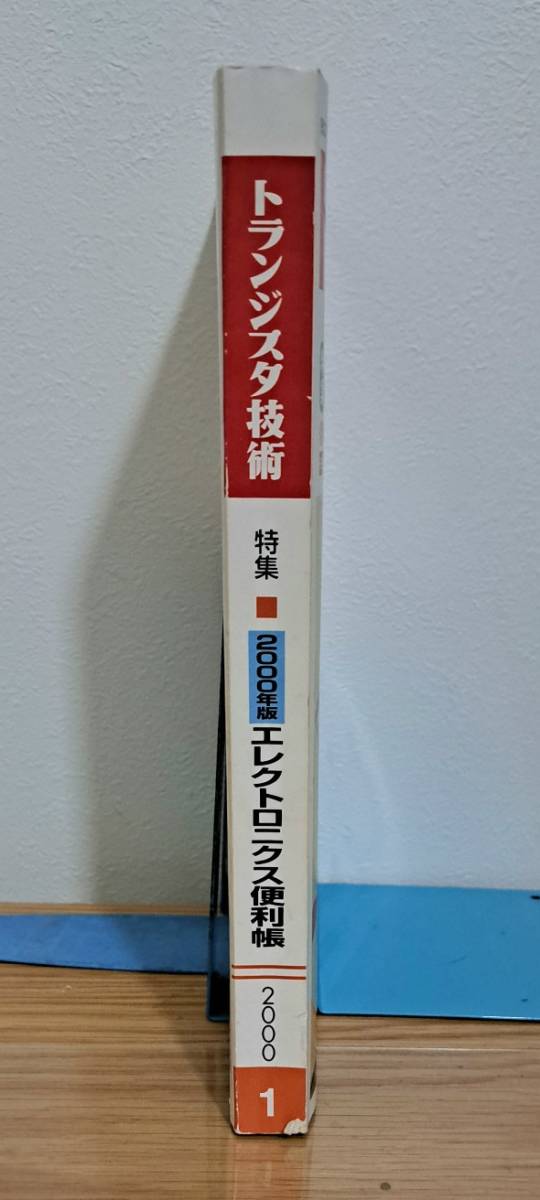 トランジスタ技術
特集
■
2000年版
エレクトロニクス便利帳
2000
1